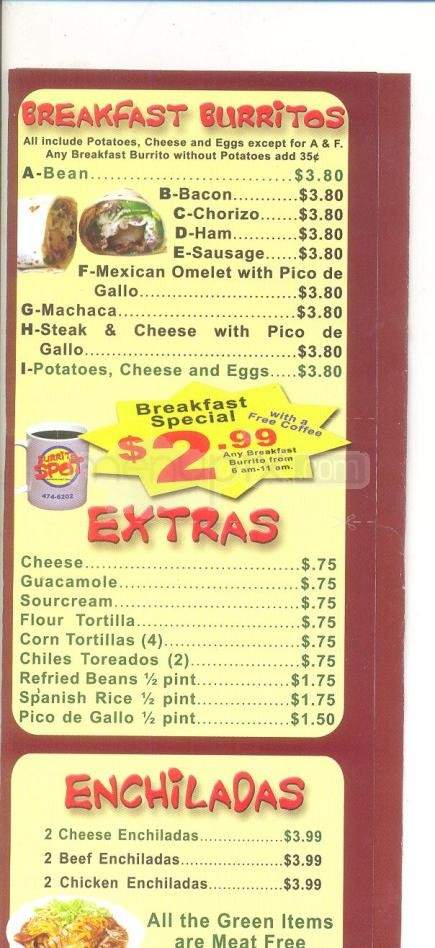 BREAKFAST BURRITOS
All include Potatoes, Cheese and Eggs except for A & F.
Any Breakfast Burrito without Potatoes add 35¢
A-Bean..............................$3.80
B-Bacon............$3.80
C-Chorizo.......$3.80
D-Ham............$3.80
E-Sausage......$3.80
F-Mexican Omelet with Pico de
Gallo.............................$3.80
G-Machaca..........................$3.80
H-Steak & Cheese with Pico de
Gallo.......................................$3.80
I-Potatoes, Cheese and Eggs.....$3.80
Breakfast
Special with a
Free Coffee
$2.99
Any Breakfast
Burrito from
6 am-11 am.
BURRITO
SPOT
474-6202
EXTRAS
Cheese........................................$.75
Guacamole..................................$.75
Sourcream...................................$.75
Flour Tortilla................................$.75
Corn Tortillas (4).........................$.75
Chiles Toreados (2).....................$.75
Refried Beans ½ pint.................$1.75
Spanish Rice ½ pint...................$1.75
Pico de Gallo ½ pint...................$1.50
ENCHILADAS
2 Cheese Enchiladas..................$3.99
2 Beef Enchiladas......................$3.99
2 Chicken Enchiladas.................$3.99
All the Green Items
are Meat Free